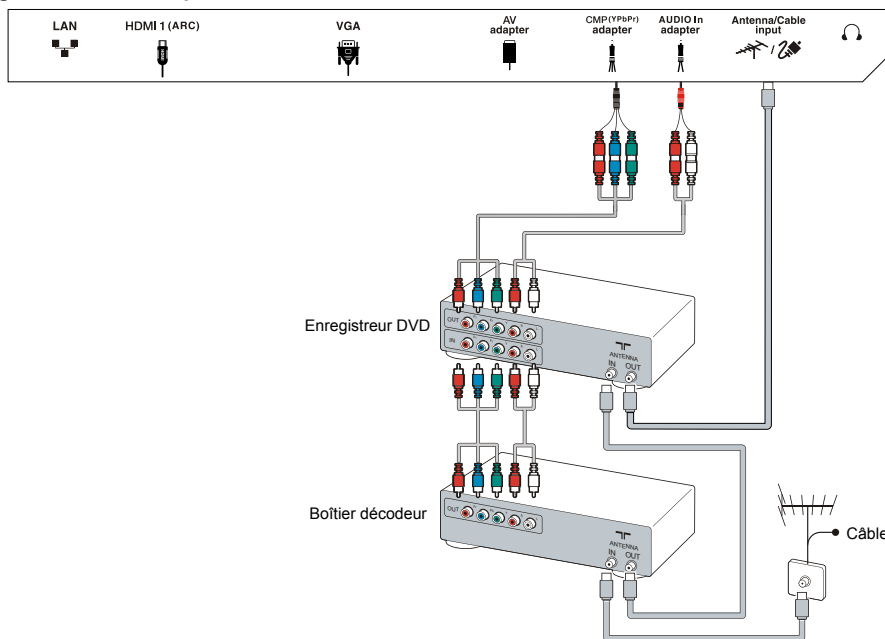 LAN
HDMI 1 (ARC)
VGA
AV
adapter
CMP (YPbPr)
adapter
AUDIO In
adapter
Antenna/Cable
input
/
Enregistreur DVD
OUT
IN
ANTENNA
IN OUT
Boîtier décodeur
OUT
ANTENNA
IN OUT
Câble